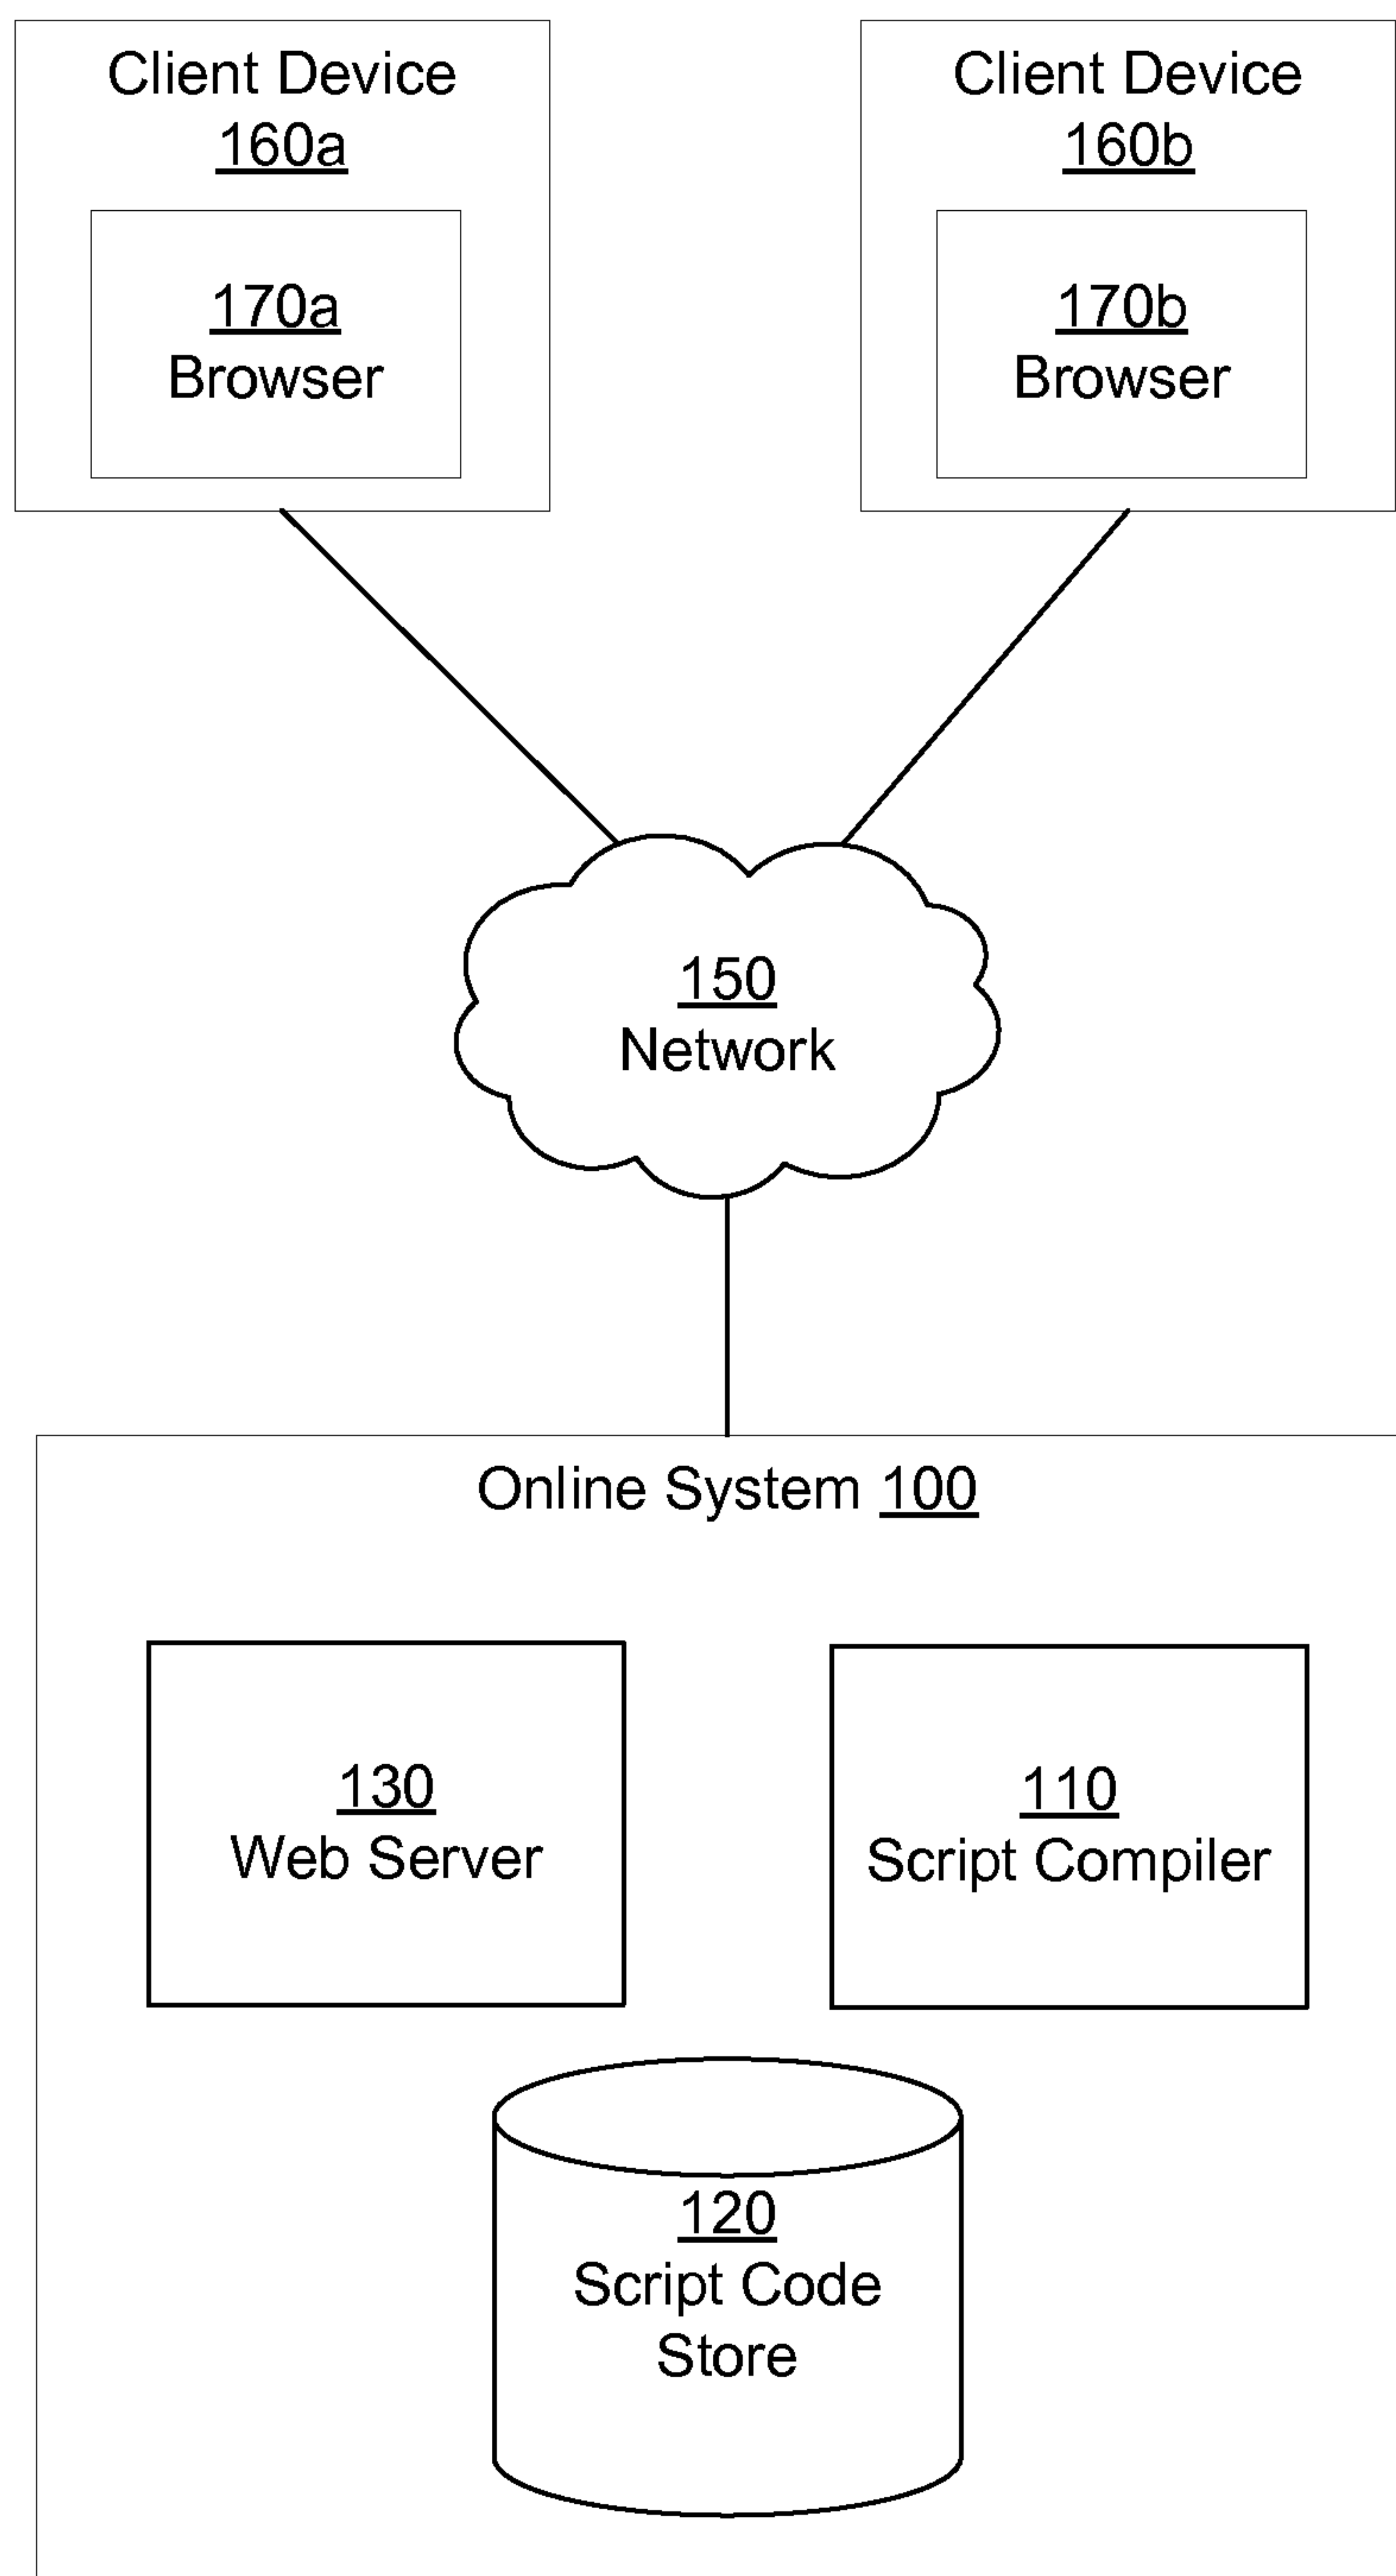 Client Device
160a
170a
Browser
Client Device
160b
170b
Browser
150
Network
Online System 100
130
Web Server
110
Script Compiler
120
Script Code
Store